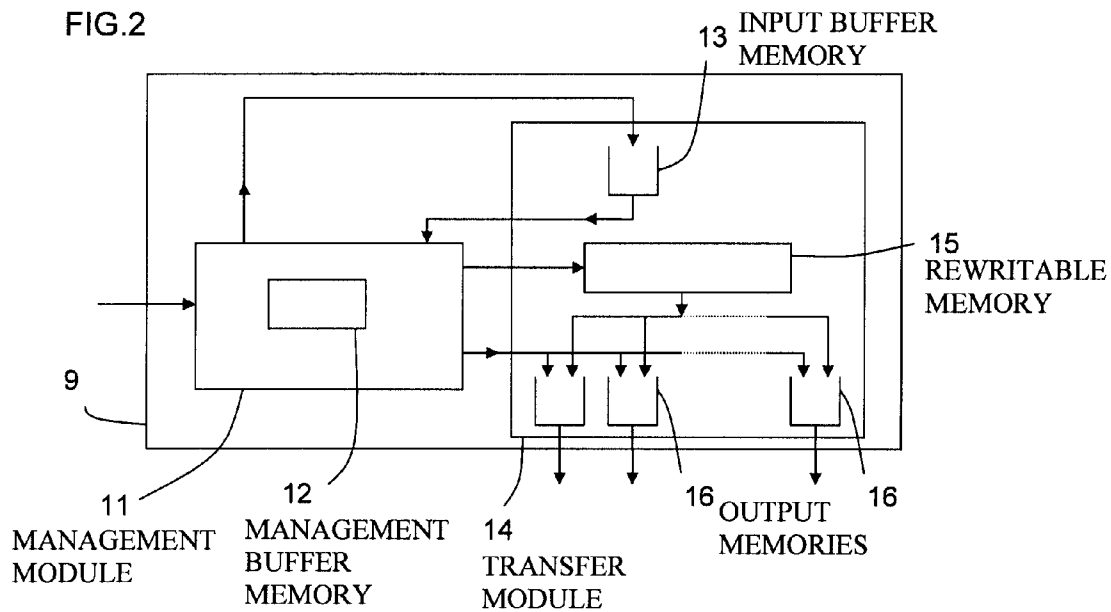 FIG.2
13 INPUT BUFFER
MEMORY
15
REWRITABLE
MEMORY
9
11
MANAGEMENT
MODULE
12
MANAGEMENT
BUFFER
MEMORY
14
TRANSFER
MODULE
16
OUTPUT
MEMORIES
16